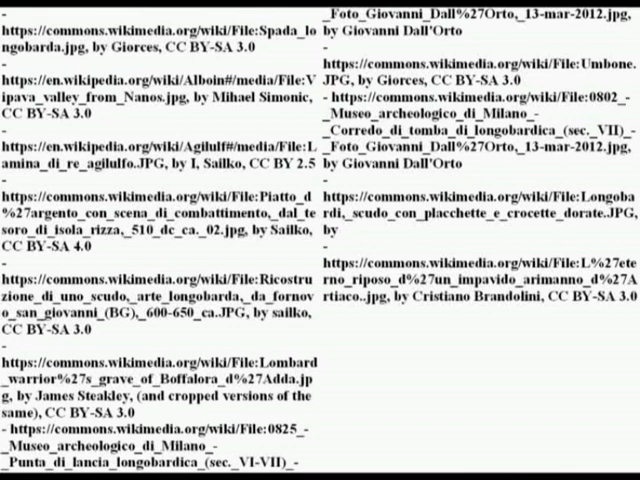 -
https://commons.wikimedia.org/wiki/File:Spada_lo
ngobarda.jpg, by Giorces, CC BY-SA 3.0
-
https://en.wikipedia.org/wiki/Alboin#/media/File:V
ipava_valley_from_Nanos.jpg, by Mihael Simonic,
CC BY-SA 3.0
-
https://en.wikipedia.org/wiki/Agilulf#/media/File:L
amina_di_re_agilulfo.JPG, by I, Sailko, CC BY 2.5
-
https://commons.wikimedia.org/wiki/File:Piatto_d
%27argento_con_scena_di_combattimento,_dal_te
soro_di_isola_rizza,_510_dc_ca._02.jpg, by Sailko,
CC BY-SA 4.0
-
https://commons.wikimedia.org/wiki/File:Ricostru
zione_di_uno_scudo,_arte_longobarda,_da_fornov
o_san_giovanni_(BG),_600-650_ca..JPG, by sailko,
CC BY-SA 3.0
-
https://commons.wikimedia.org/wiki/File:Lombard
_warrior%27s_grave_of_Boffalora_d%27Adda.jp
g, by James Steakley, (and cropped versions of the
same), CC BY-SA 3.0
- https://commons.wikimedia.org/wiki/File:0825_-
_Museo_archeologico_di_Milano_-
_Punta_di_lancia_longobardica_(sec._VI-VII)_-
_Foto_Giovanni_Dall%27Orto,_13-mar-2012.jpg,
by Giovanni Dall'Orto
-
https://commons.wikimedia.org/wiki/File:Umbone.
JPG, by Giorces, CC BY-SA 3.0
- https://commons.wikimedia.org/wiki/File:0802_-
_Museo_archeologico_di_Milano_-
_Corredo_di_tomba_di_longobardica_(sec._VII)_-
_Foto_Giovanni_Dall%27Orto,_13-mar-2012.jpg,
by Giovanni Dall'Orto
-
https://commons.wikimedia.org/wiki/File:Longoba
rdi,_scudo_con_placchette_e_crocette_dorate.JPG,
by
-
https://commons.wikimedia.org/wiki/File:L%27ete
rno_riposo_d%27un_impavido_arimanno_d%27A
rtiaco..jpg, by Cristiano Brandolini, CC BY-SA 3.0